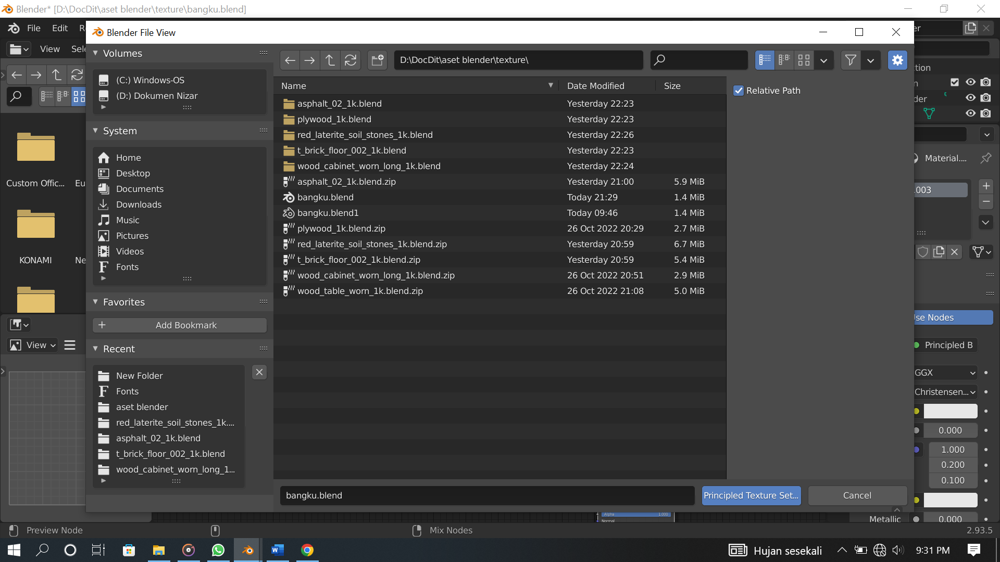 Blender* [D:\DocDit\aset blender\texture\bangku.blend]
File Edit
Blender File View
View
Volumes
(C:) Windows-OS
(D:) Dokumen Nizar
System
Home
Desktop
Documents
Downloads
Music
Pictures
Videos
Fonts
Favorites
Add Bookmark
Recent
New Folder
Fonts
aset blender
red_laterite_soil_stones_1k....
asphalt_02_1k.blend
t_brick_floor_002_1k.blend
wood_cabinet_worn_long_1...
D:\DocDit\aset blender\texture\
Name Date Modified Size
asphalt_02_1k.blend Yesterday 22:23
plywood_1k.blend Yesterday 22:23
red_laterite_soil_stones_1k.blend Yesterday 22:26
t_brick_floor_002_1k.blend Yesterday 22:23
wood_cabinet_worn_long_1k.blend Yesterday 22:24
asphalt_02_1k.blend.zip Yesterday 21:00 5.9 MiB
bangku.blend Today 21:29 1.4 MiB
bangku.blend1 Today 09:46 1.4 MiB
plywood_1k.blend.zip 26 Oct 2022 20:29 2.7 MiB
red_laterite_soil_stones_1k.blend.zip Yesterday 20:59 6.7 MiB
t_brick_floor_002_1k.blend.zip Yesterday 20:59 5.4 MiB
wood_cabinet_worn_long_1k.blend.zip 26 Oct 2022 20:51 2.9 MiB
wood_table_worn_1k.blend.zip 26 Oct 2022 21:08 5.0 MiB
Relative Path
bangku.blend
Principled Texture Set...
Cancel
Custom Offic...
KONAMI
View
Material....
.003
Use Nodes
Principled B
GGX
Christensen...
0.000
1.000
0.200
0.100
Metallic 0.000
Alpha 1.000
Normal
Preview Node
Mix Nodes
2.93.5
Hujan sesekali
9:31 PM